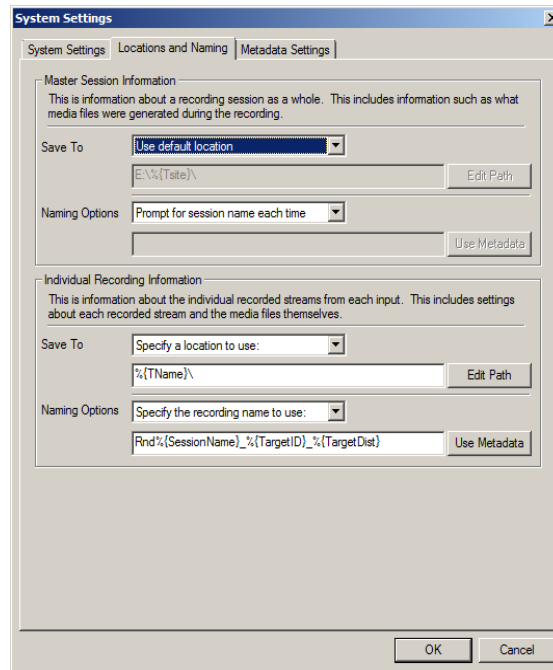 System Settings
System Settings Locations and Naming Metadata Settings
Master Session Information
This is information about a recording session as a whole. This includes information such as what
media files were generated during the recording.
Save To Use default location
E:\%{Tsite}\ Edit Path
Naming Options Prompt for session name each time
Use Metadata
Individual Recording Information
This is information about the individual recorded streams from each input. This includes settings
about each recorded stream and the media files themselves.
Save To Specify a location to use:
%{TName}\ Edit Path
Naming Options Specify the recording name to use:
Rnd%{SessionName}_%{TargetID}_%{TargetDist} Use Metadata
OK Cancel